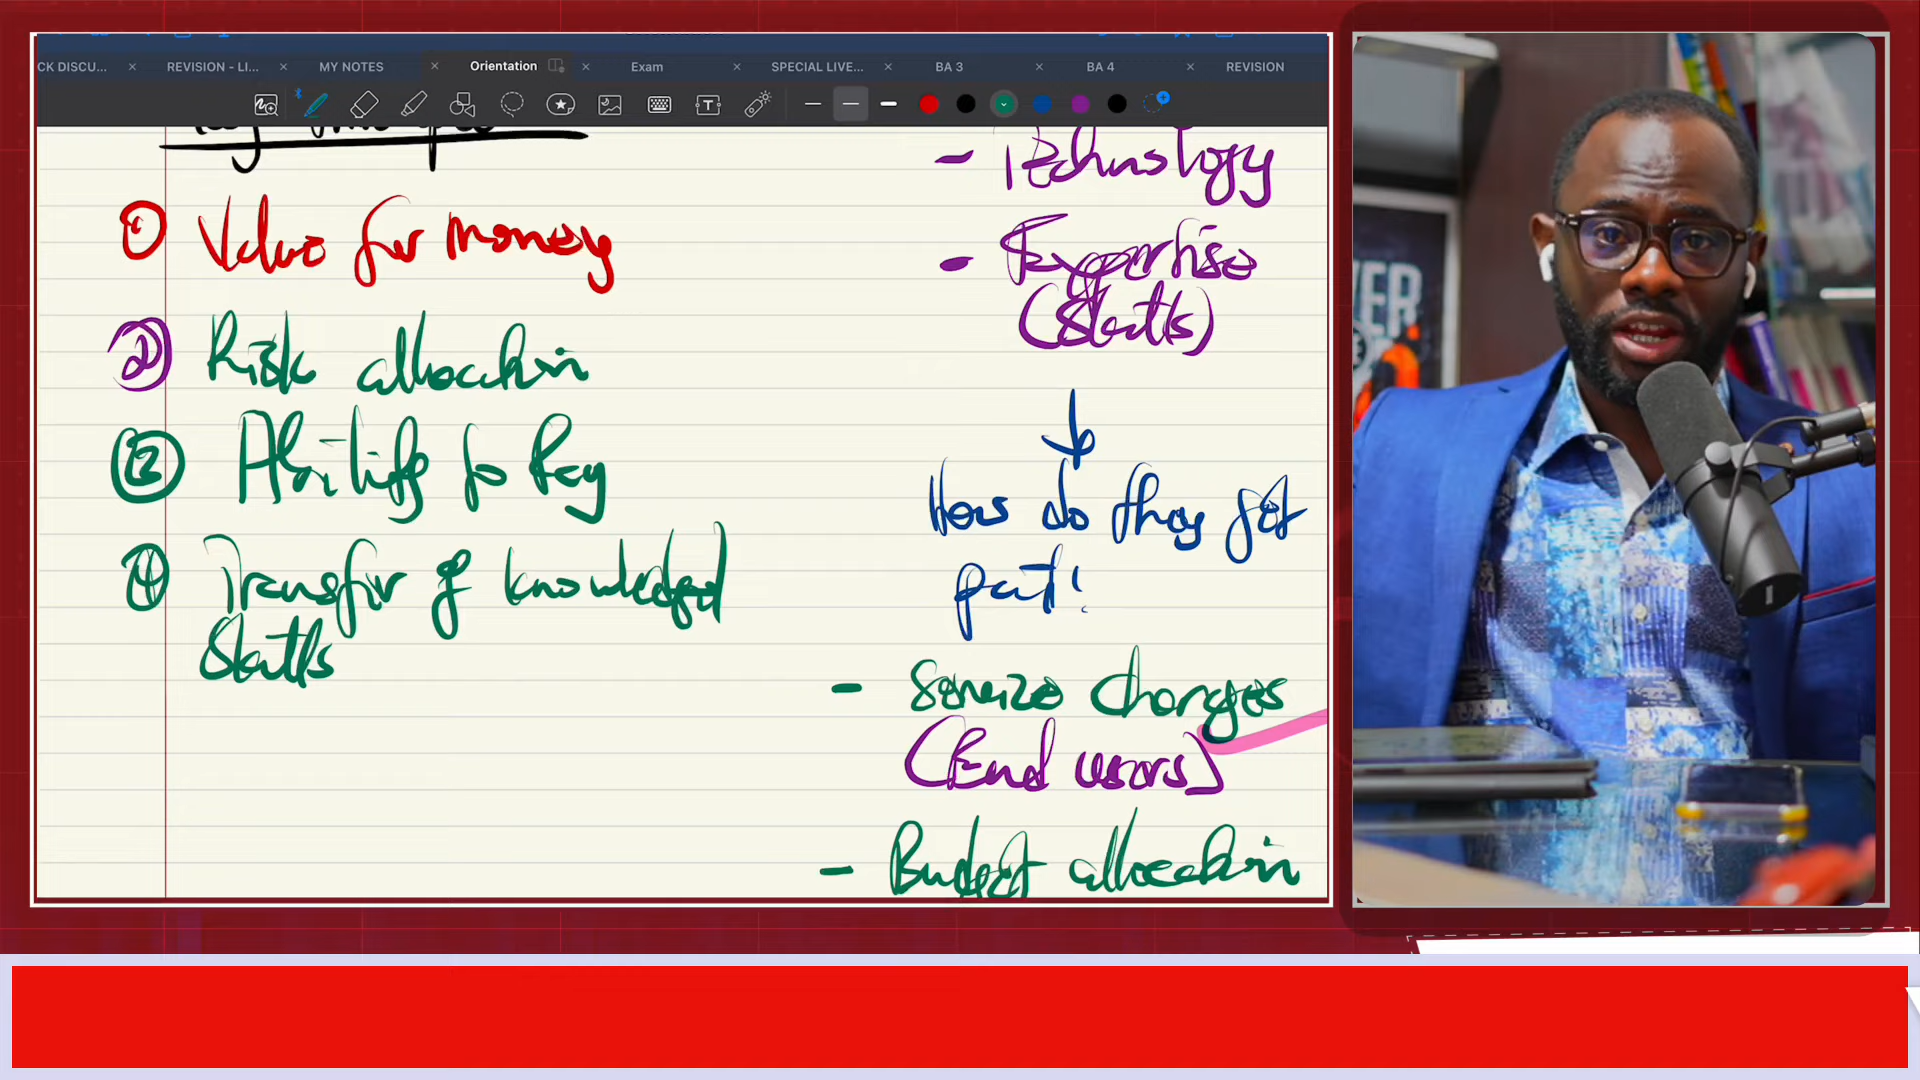 CK DISCU...
REVISION - LI...
MY NOTES
Orientation
Exam
SPECIAL LIVE...
BA 3
BA 4
REVISION
① Value for money
② Risk allocation
③ Ability to Pay
④ Transfer of knowledge
Skills
- Technology
- Expertise
(Skills)
How do they get
paid?
- Service charges
(End users)
- Budget allocation